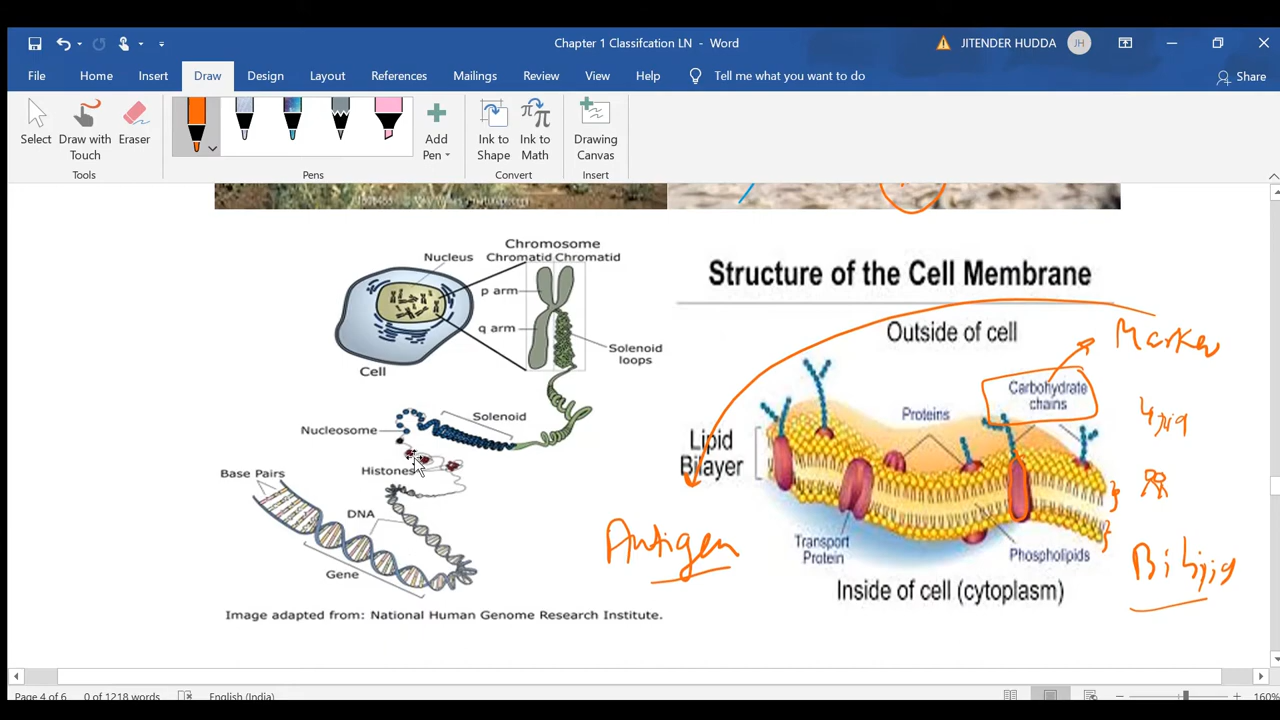 Chapter 1 Classifcation LN - Word
JITENDER HUDDA
JH
File
Home
Insert
Draw
Design
Layout
References
Mailings
Review
View
Help
Tell me what you want to do
Share
Select
Draw with Touch
Eraser
Add Pen
Ink to Shape
Ink to Math
Drawing Canvas
Tools
Pens
Convert
Insert
Chromosome
Nucleus
Chromatid Chromatid
p arm
q arm
Solenoid loops
Cell
Solenoid
Nucleosome
Histones
Base Pairs
DNA
Gene
Image adapted from: National Human Genome Research Institute.
Structure of the Cell Membrane
Outside of cell
Marker
Carbohydrate chains
Proteins
Lipid Bilayer
Antigen
Transport Protein
Phospholipids
Inside of cell (cytoplasm)
Page 4 of 6
0 of 1218 words
English (India)
160%